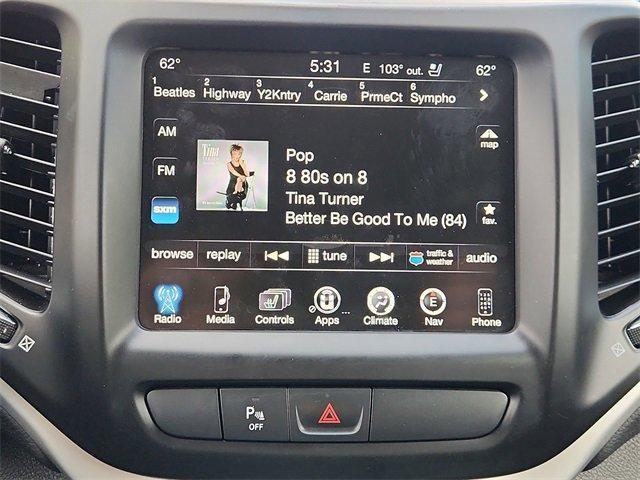 62° 5:31 E 103° out. 62°
1 Beatles 2 Highway 3 Y2Kntry 4 Carrie 5 PrmeCt 6 Sympho
AM
FM
sxm
Tina
Pop
8 80s on 8
Tina Turner
Better Be Good To Me (84)
map
fav.
browse replay tune traffic & weather audio
Radio Media Controls Apps ... Climate E Nav Phone
P OFF